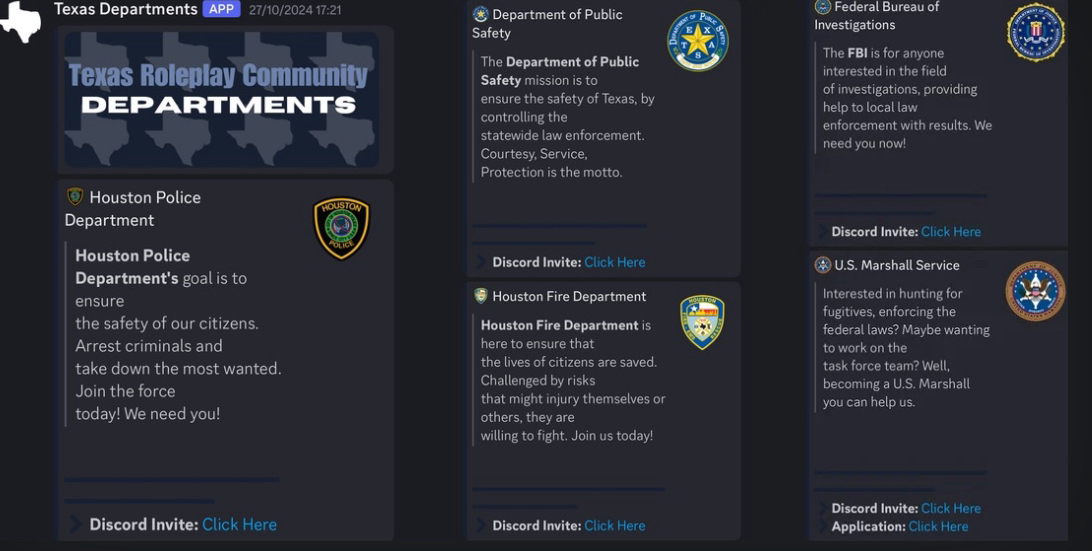 Texas Departments APP 27/10/2024 17:21
Texas Roleplay Community
DEPARTMENTS
Houston Police
Department
HOUSTON
POLICE
Houston Police
Department's goal is to
ensure
the safety of our citizens.
Arrest criminals and
take down the most wanted.
Join the force
today! We need you!
Discord Invite: Click Here
Department of Public
Safety
The Department of Public
Safety mission is to
ensure the safety of Texas, by
controlling the
statewide law enforcement.
Courtesy, Service,
Protection is the motto.
Discord Invite: Click Here
Houston Fire Department
Houston Fire Department is
here to ensure that
the lives of citizens are saved.
Challenged by risks
that might injury themselves or
others, they are
willing to fight. Join us today!
Discord Invite: Click Here
Federal Bureau of
Investigations
The FBI is for anyone
interested in the field
of investigations, providing
help to local law
enforcement with results. We
need you now!
Discord Invite: Click Here
U.S. Marshall Service
Interested in hunting for
fugitives, enforcing the
federal laws? Maybe wanting
to work on the
task force team? Well,
becoming a U.S. Marshall
you can help us.
Discord Invite: Click Here
Application: Click Here